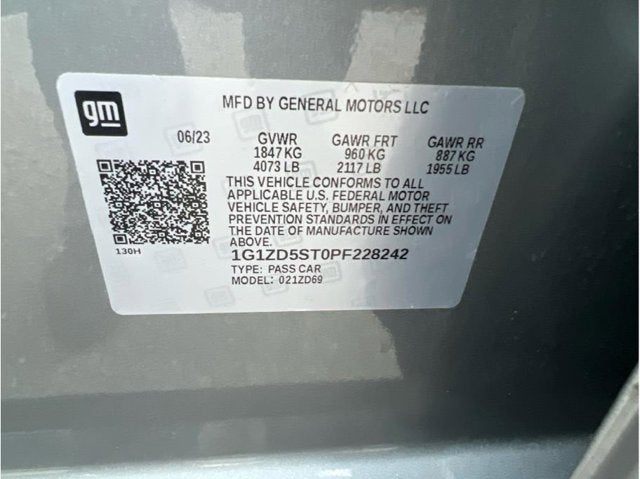 gm
MFD BY GENERAL MOTORS LLC
06/23 GVWR GAWR FRT GAWR RR
1847 KG 960 KG 887 KG
4073 LB 2117 LB 1955 LB
THIS VEHICLE CONFORMS TO ALL
APPLICABLE U.S. FEDERAL MOTOR
VEHICLE SAFETY, BUMPER, AND THEFT
PREVENTION STANDARDS IN EFFECT ON
THE DATE OF MANUFACTURE SHOWN
ABOVE.
130H
1G1ZD5ST0PF228242
TYPE: PASS CAR
MODEL: 021ZD69